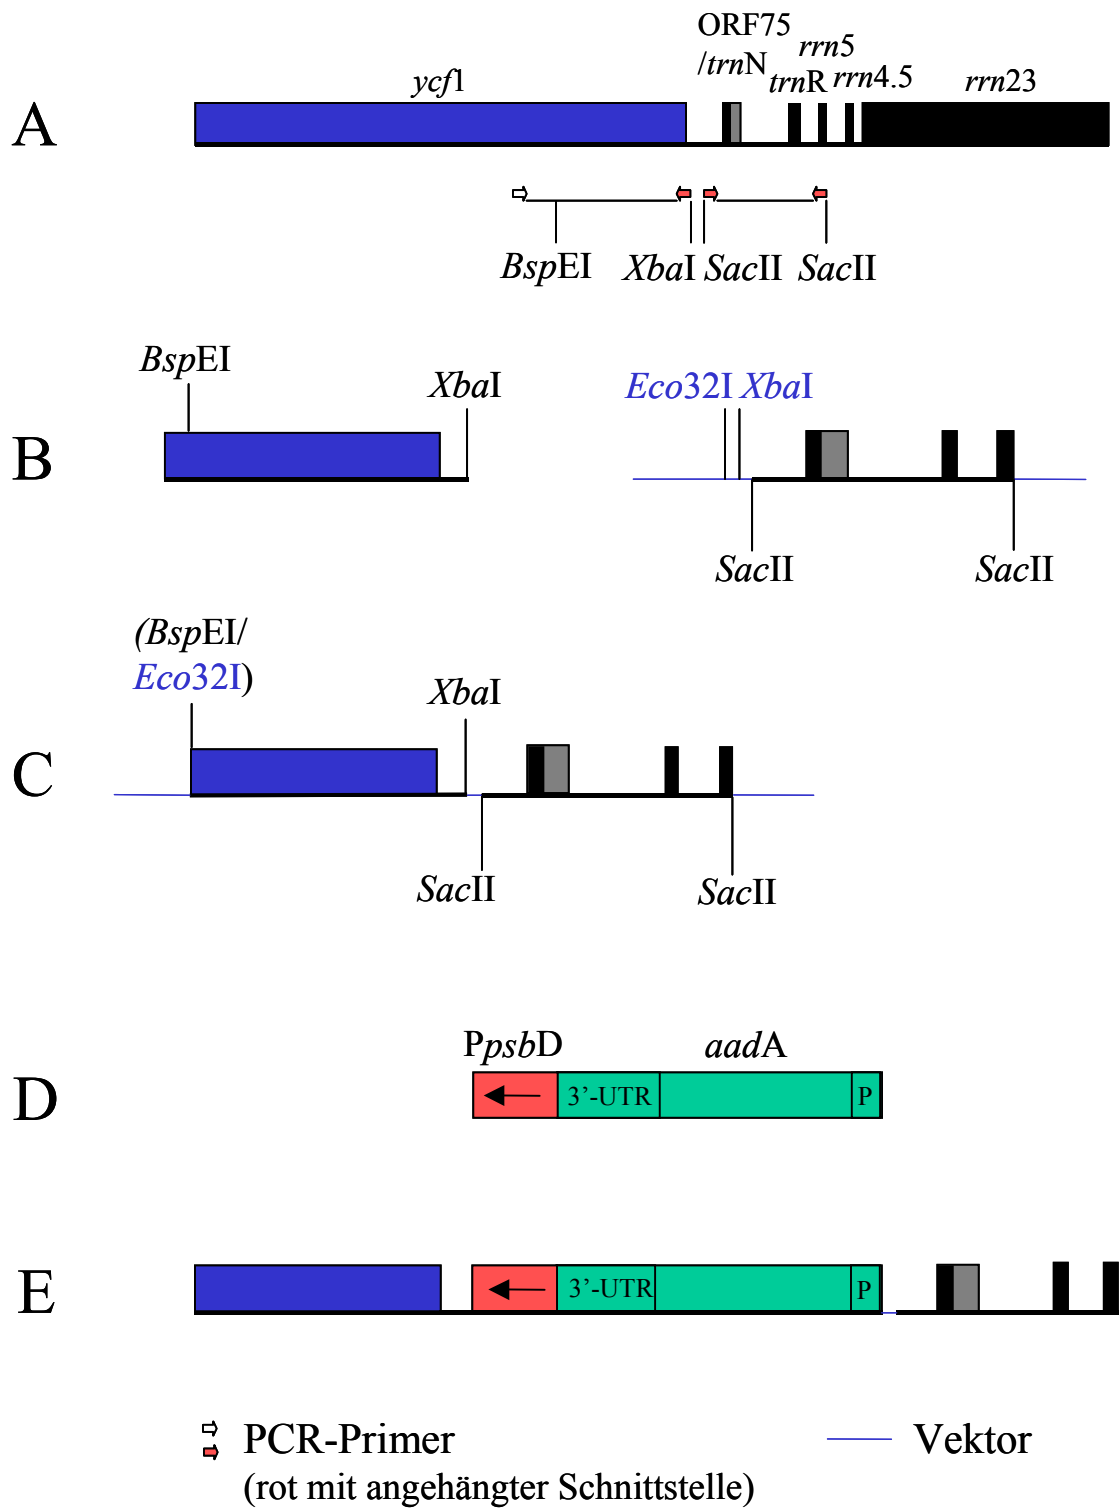 ORF75
/trnN
rrn5
trnR
rrn4.5
ycf1
rrn23
A
BspEI
XbaI
SacII
SacII
BspEI
XbaI
Eco32I
XbaI
B
SacII
SacII
(BspEI/
Eco32I)
XbaI
C
SacII
SacII
PpsbD
aadA
D
3'-UTR
P
E
3'-UTR
P
PCR-Primer
(rot mit angehängter Schnittstelle)
Vektor